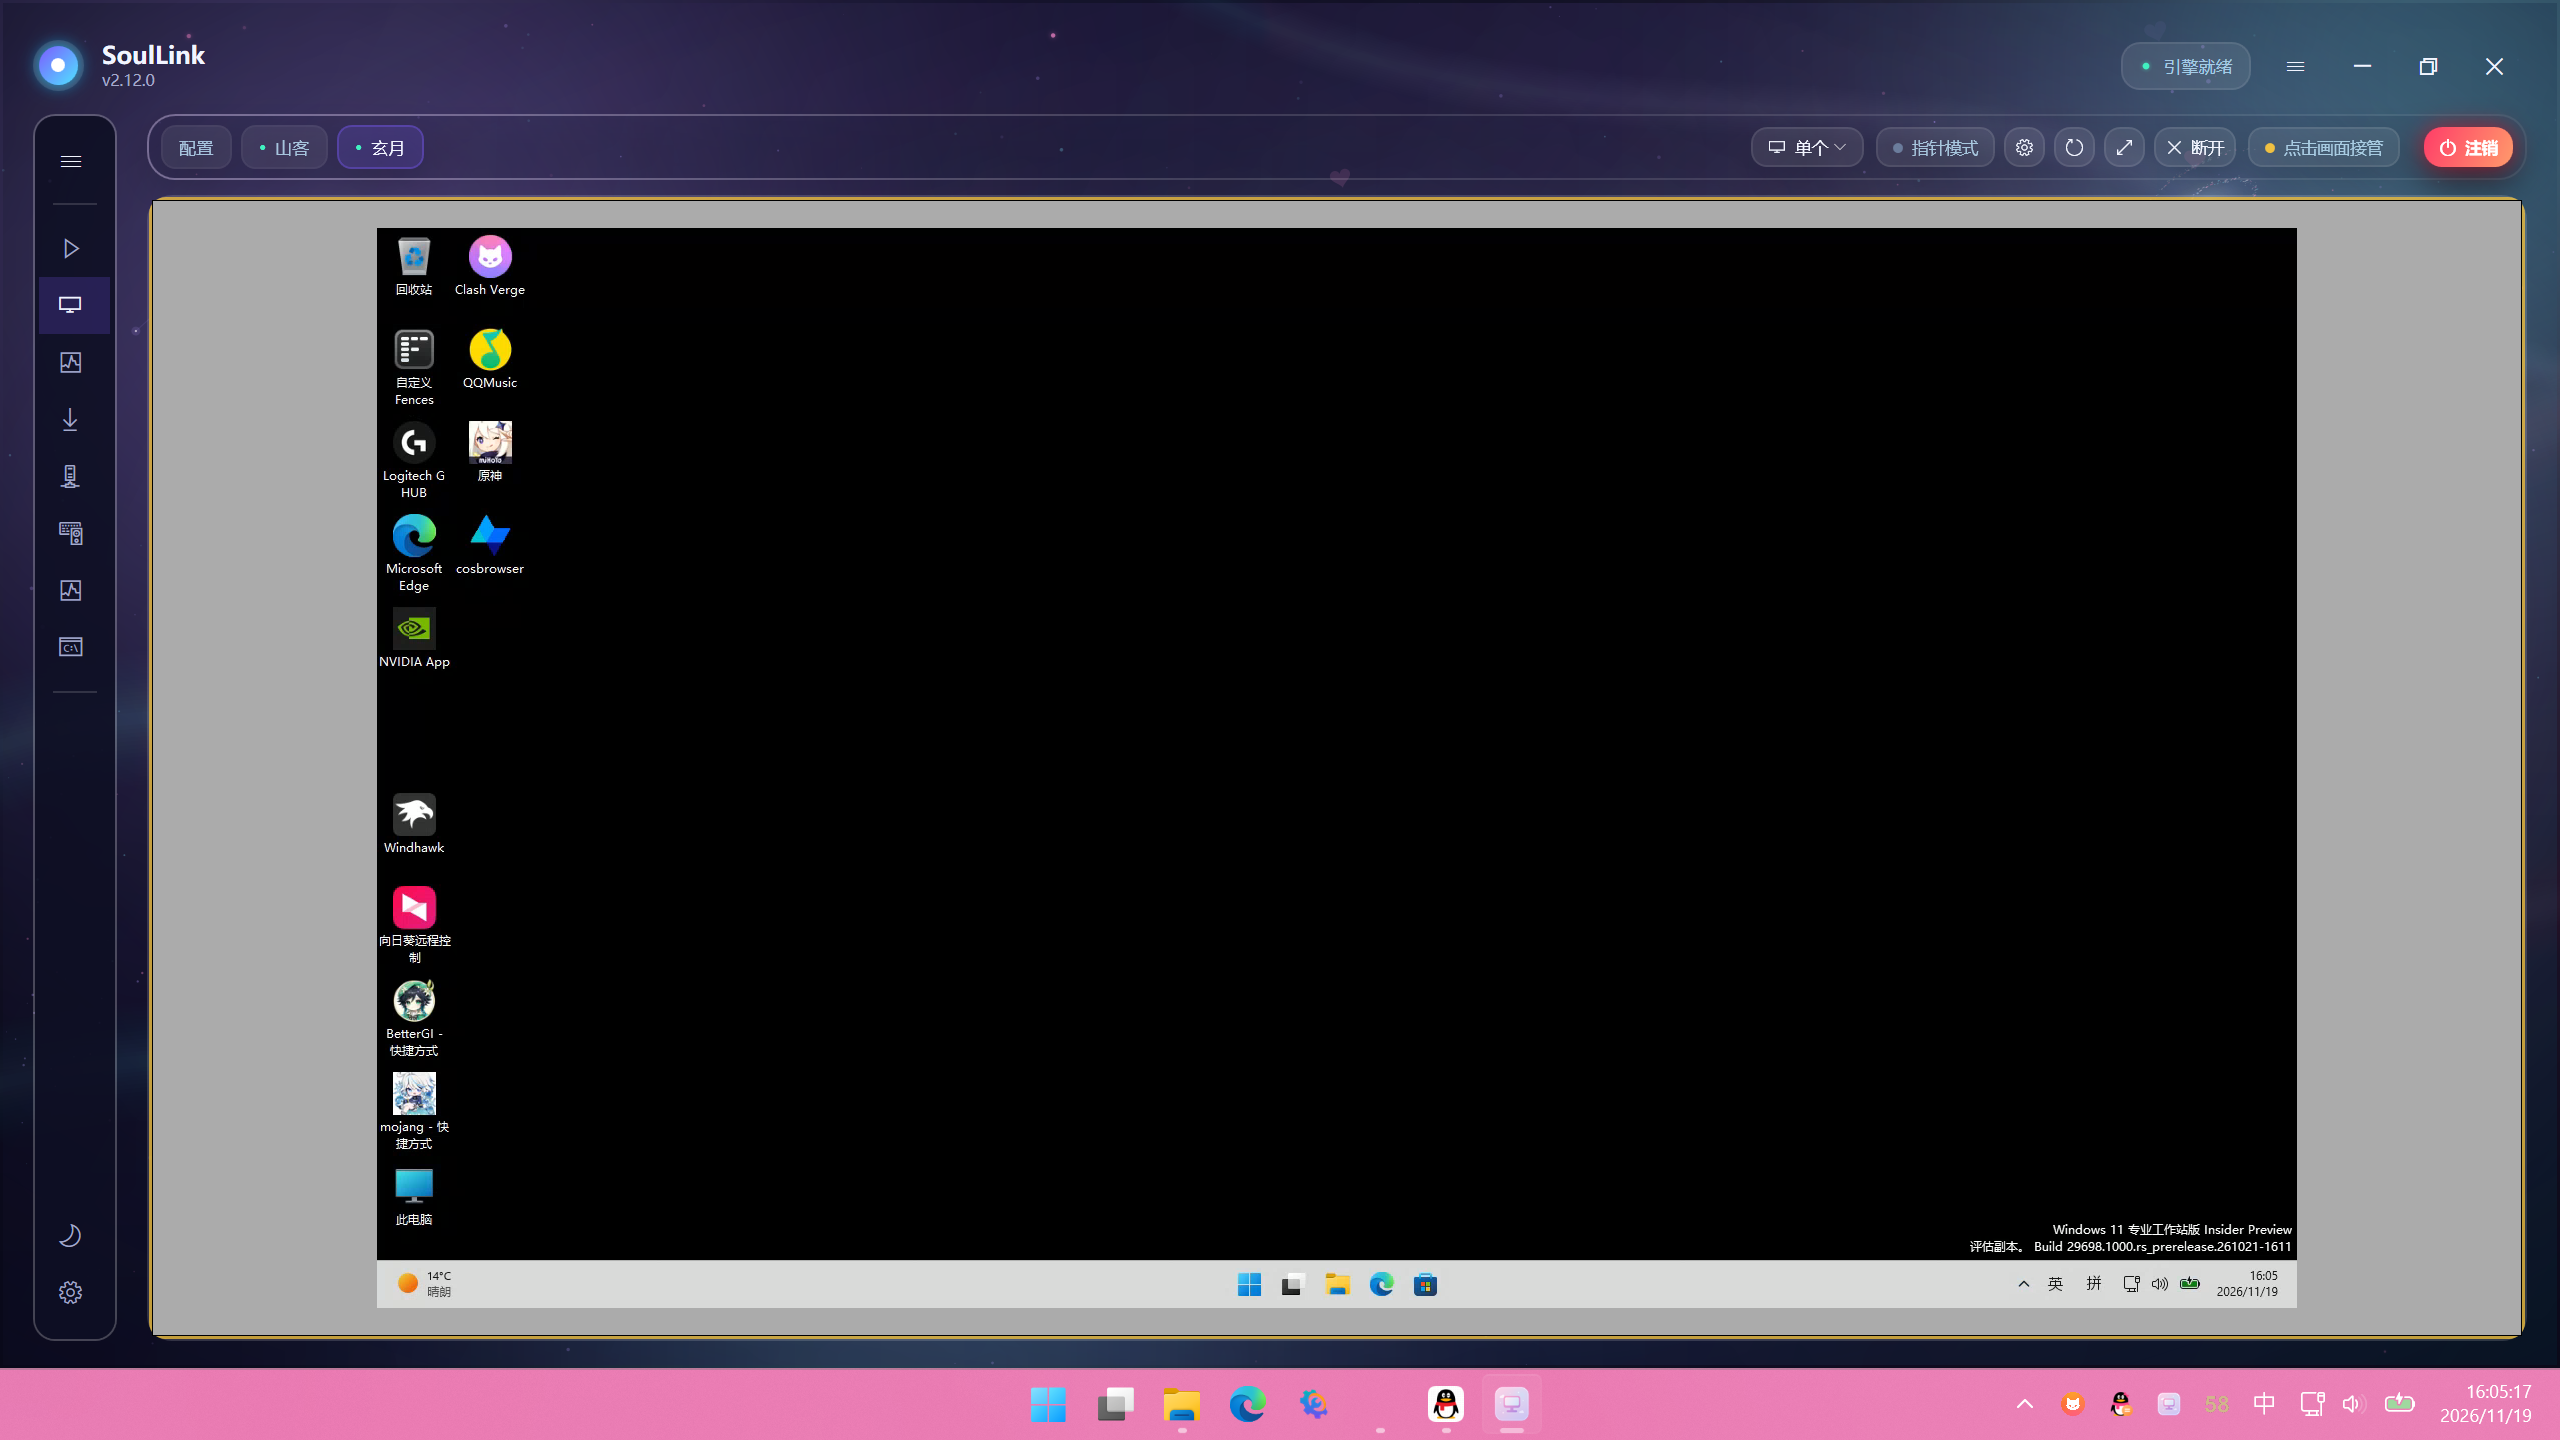 SoulLink
v2.12.0
引擎就绪
配置
山客
玄月
单个
指针模式
断开
点击画面接管
注销
回收站
Clash Verge
自定义
Fences
QQMusic
Logitech G
HUB
miHoYo
原神
Microsoft
Edge
cosbrowser
NVIDIA App
C:\
Windhawk
向日葵远程控
制
BetterGI -
快捷方式
mojang - 快
捷方式
此电脑
Windows 11 专业工作站版 Insider Preview
评估副本。 Build 29698.1000.rs_prerelease.261021-1611
14°C
晴朗
英
拼
16:05
2026/11/19
58
中
16:05:17
2026/11/19